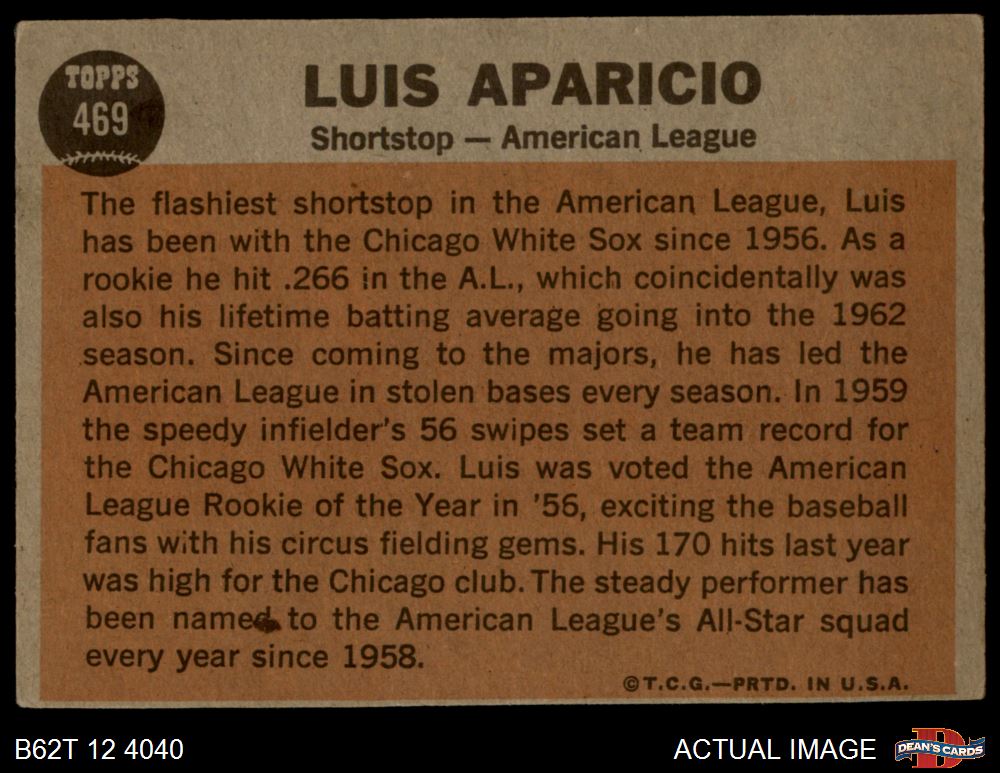 TOPPS
469
LUIS APARICIO
Shortstop — American League
The flashiest shortstop in the American League, Luis
has been with the Chicago White Sox since 1956. As a
rookie he hit .266 in the A.L., which coincidentally was
also his lifetime batting average going into the 1962
season. Since coming to the majors, he has led the
American League in stolen bases every season. In 1959
the speedy infielder's 56 swipes set a team record for
the Chicago White Sox. Luis was voted the American
League Rookie of the Year in '56, exciting the baseball
fans with his circus fielding gems. His 170 hits last year
was high for the Chicago club. The steady performer has
been named to the American League's All-Star squad
every year since 1958.
©T.C.G.—PRTD. IN U.S.A.
B62T 12 4040
ACTUAL IMAGE
D
DEAN'S CARDS